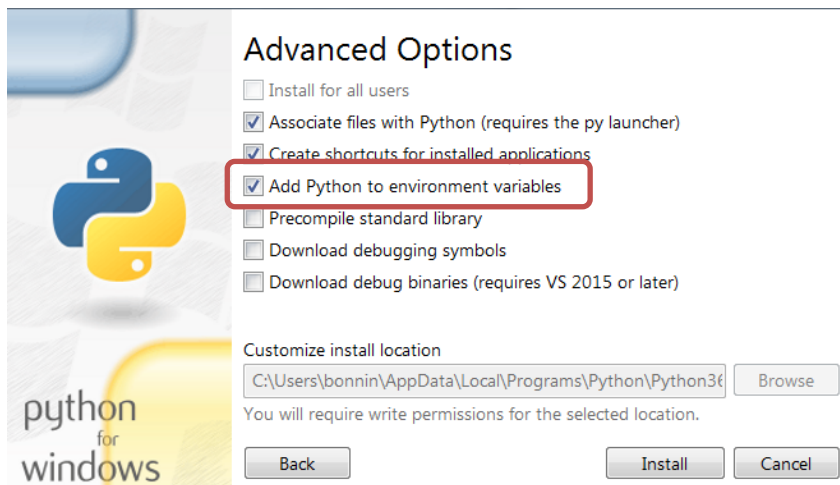 Advanced Options
Install for all users
Associate files with Python (requires the py launcher)
Create shortcuts for installed applications
Add Python to environment variables
Precompile standard library
Download debugging symbols
Download debug binaries (requires VS 2015 or later)
Customize install location
C:\Users\bonnin\AppData\Local\Programs\Python\Python36 Browse
You will require write permissions for the selected location.
python
for
windows
Back Install Cancel